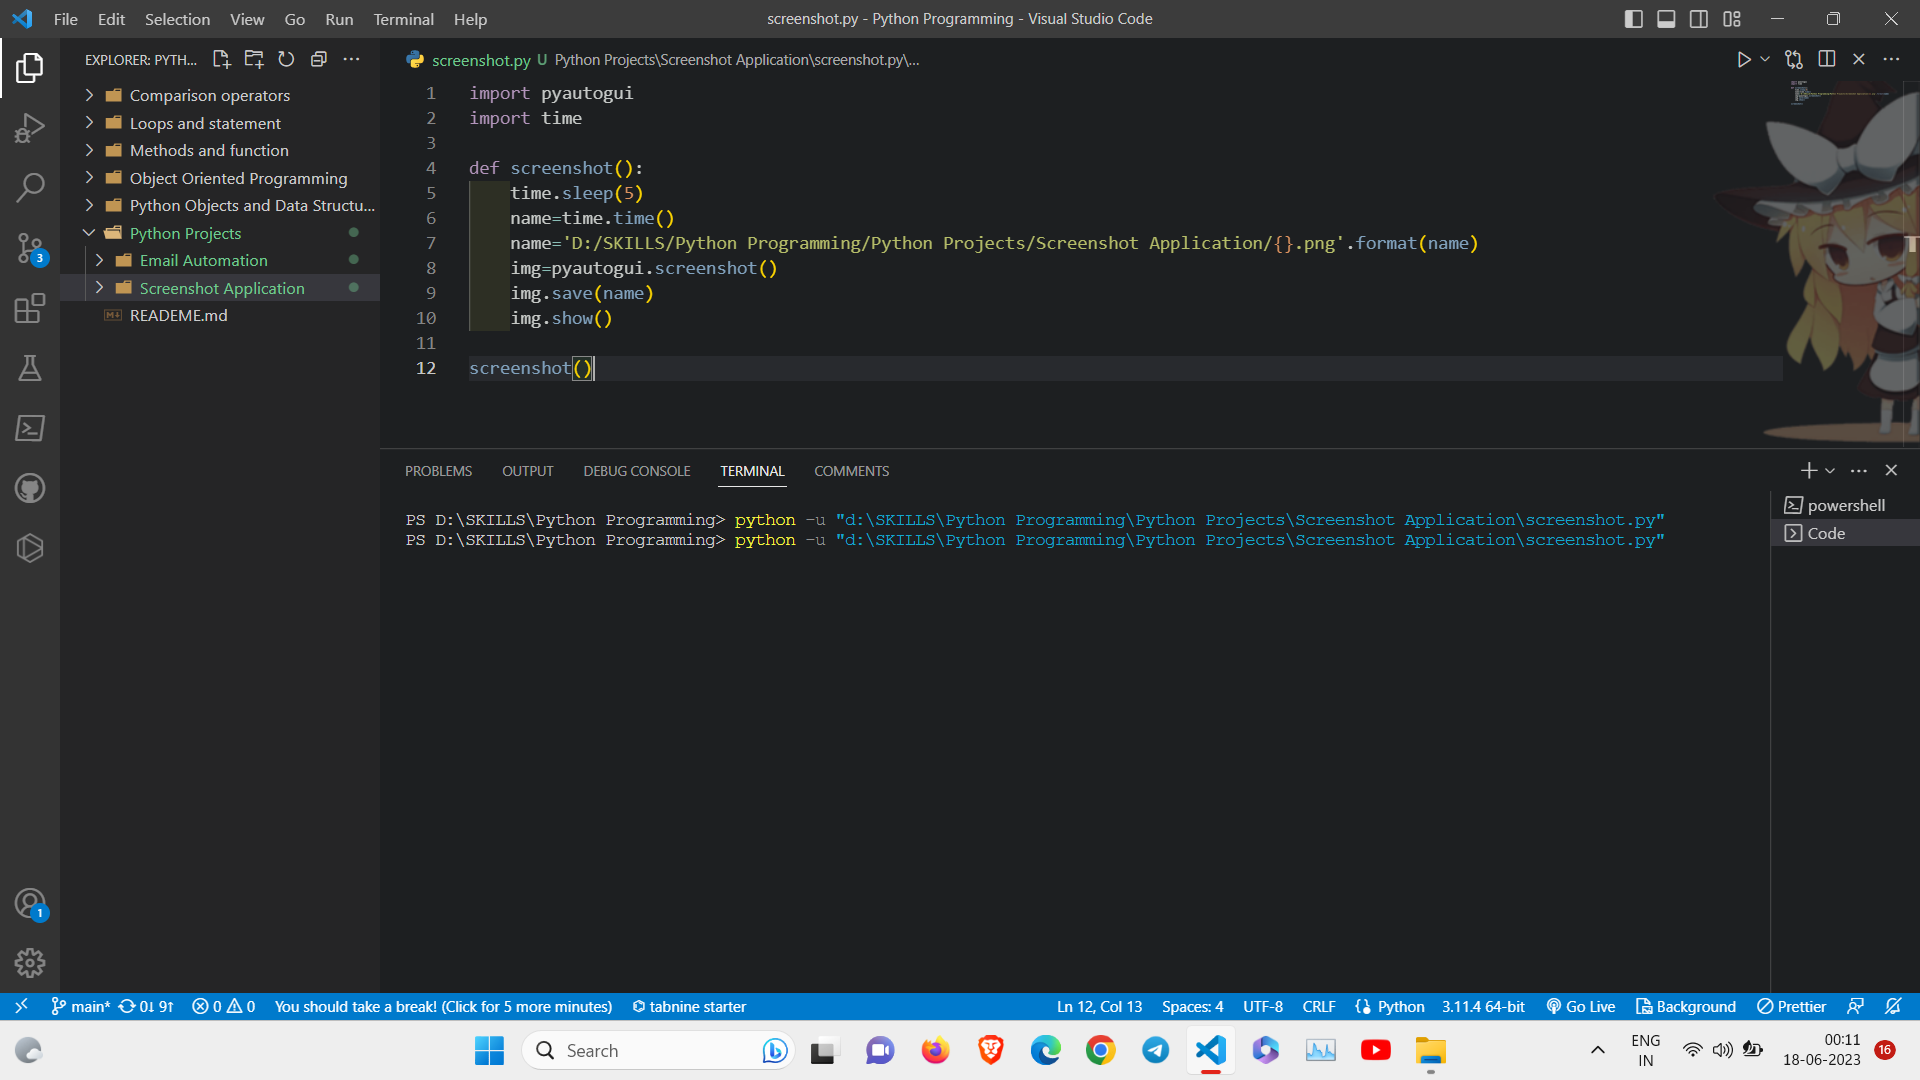 File Edit Selection View Go Run Terminal Help
screenshot.py - Python Programming - Visual Studio Code
EXPLORER: PYTH...
Comparison operators
Loops and statement
Methods and function
Object Oriented Programming
Python Objects and Data Structu...
Python Projects
Email Automation
Screenshot Application
READEME.md
3
1
screenshot.py U Python Projects\Screenshot Application\screenshot.py\...
1 import pyautogui
2 import time
3
4 def screenshot():
5 time.sleep(5)
6 name=time.time()
7 name='D:/SKILLS/Python Programming/Python Projects/Screenshot Application/{}.png'.format(name)
8 img=pyautogui.screenshot()
9 img.save(name)
10 img.show()
11
12 screenshot()
PROBLEMS OUTPUT DEBUG CONSOLE TERMINAL COMMENTS
PS D:\SKILLS\Python Programming> python -u "d:\SKILLS\Python Programming\Python Projects\Screenshot Application\screenshot.py"
PS D:\SKILLS\Python Programming> python -u "d:\SKILLS\Python Programming\Python Projects\Screenshot Application\screenshot.py"
powershell
Code
main* 0↓ 9↑ 0 0 You should take a break! (Click for 5 more minutes) tabnine starter
Ln 12, Col 13 Spaces: 4 UTF-8 CRLF Python 3.11.4 64-bit Go Live Background Prettier
Search
ENG
IN
00:11
18-06-2023
16